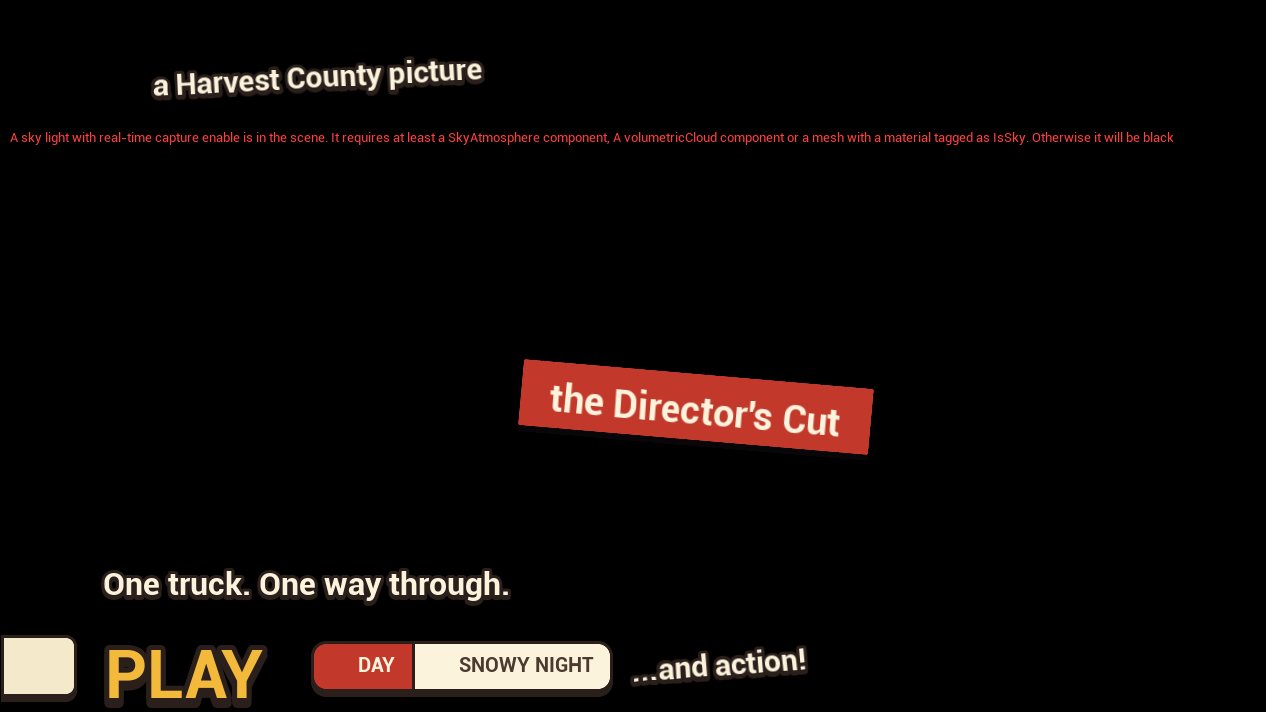 a Harvest County picture
A sky light with real-time capture enable is in the scene. It requires at least a SkyAtmosphere component, A volumetricCloud component or a mesh with a material tagged as IsSky. Otherwise it will be black
the Director's Cut
One truck. One way through.
PLAY
DAY
SNOWY NIGHT
...and action!